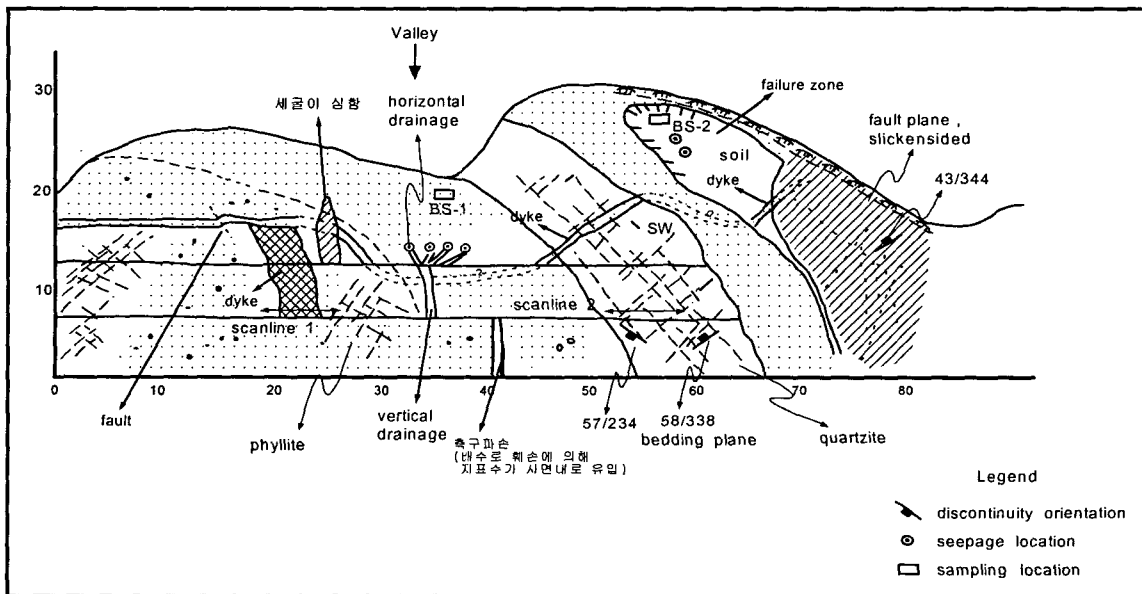 Valley
30
세굴이 심함
horizontal
drainage
failure zone
fault plane ,
slickensided
BS-2
soil
43/344
20
BS-1
dyke
dyke
?
SW
?
10
dyke
scanline 1
scanline 2
0
10
20
30
40
50
60
70
80
fault
phyllite
vertical
drainage
측구파손
(배수로 훼손에 의해
지표수가 사면내로 유입)
57/234
58/338
bedding plane
quartzite
Legend
discontinuity orientation
seepage location
sampling location